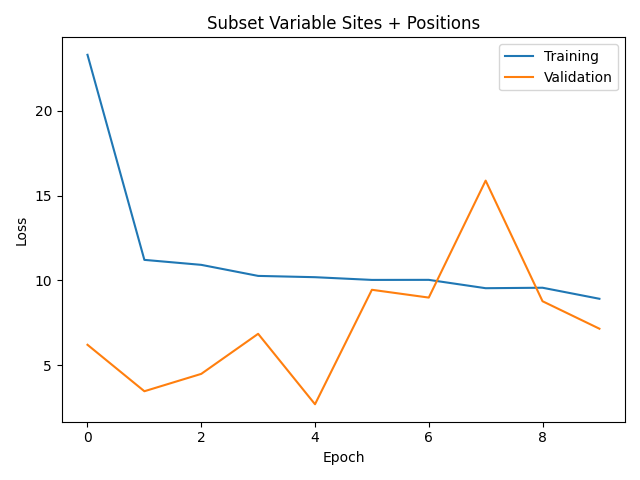 Subset Variable Sites + Positions
Training
Validation
20
15
10
5
Loss
0 2 4 6 8
Epoch